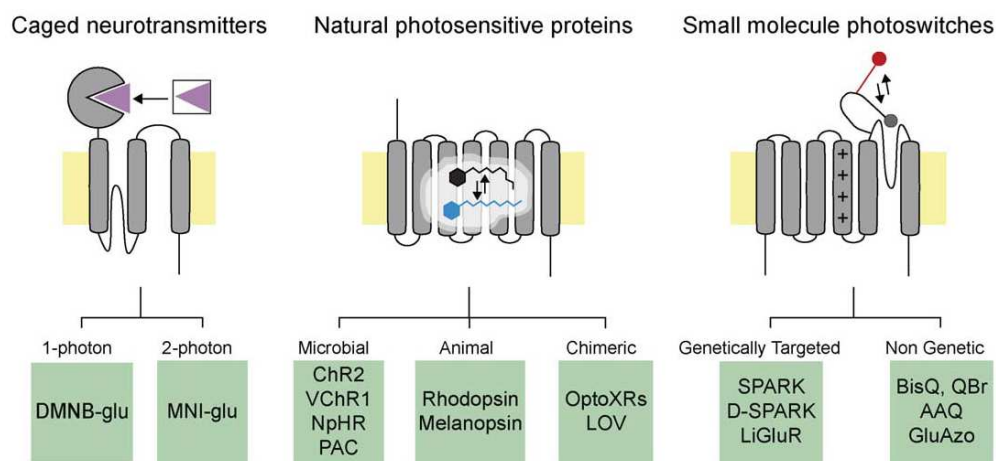 Caged neurotransmitters
Natural photosensitive proteins
Small molecule photoswitches
+
+
+
+
1-photon
2-photon
Microbial
Animal
Chimeric
Genetically Targeted
Non Genetic
DMNB-glu
MNI-glu
ChR2
VChR1
NpHR
PAC
Rhodopsin
Melanopsin
OptoXRs
LOV
SPARK
D-SPARK
LiGluR
BisQ, QBr
AAQ
GluAzo